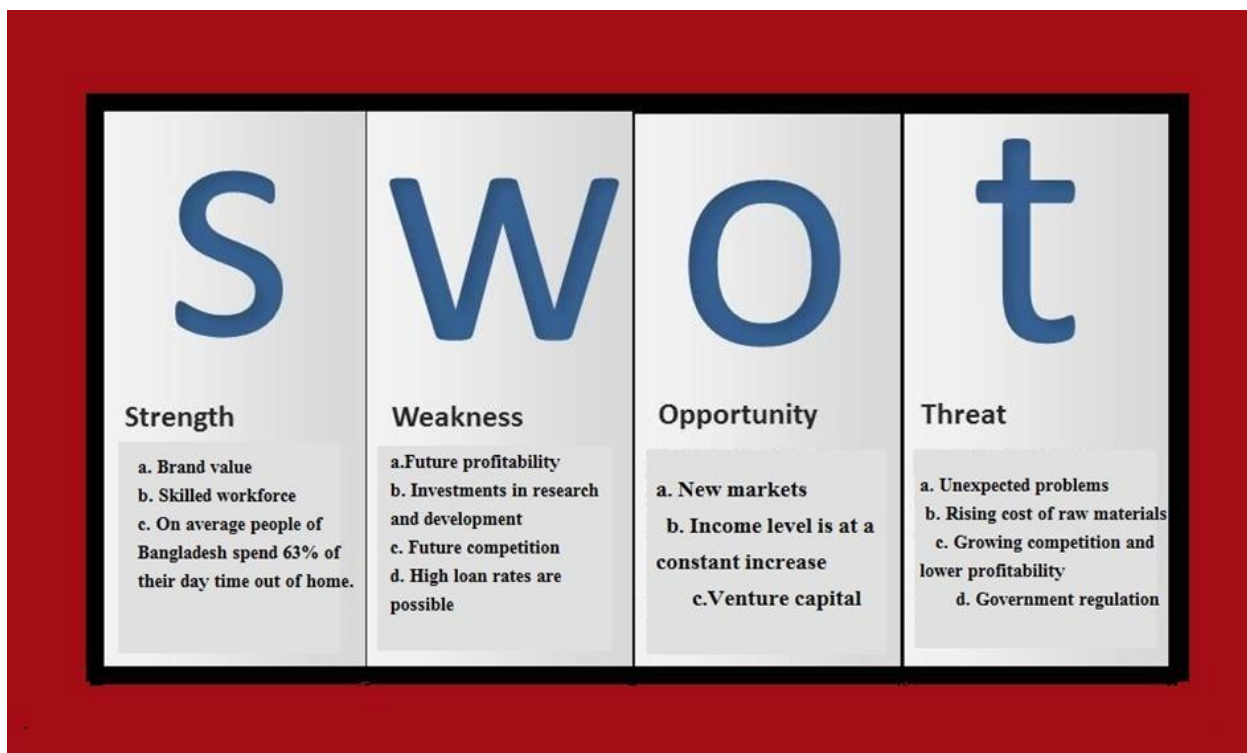 s
Strength
a. Brand value
b. Skilled workforce
c. On average people of
Bangladesh spend 63% of
their day time out of home.
w
Weakness
a.Future profitability
b. Investments in research
and development
c. Future competition
d. High loan rates are
possible
o
Opportunity
a. New markets
b. Income level is at a
constant increase
c.Venture capital
t
Threat
a. Unexpected problems
b. Rising cost of raw materials
c. Growing competition and
lower profitability
d. Government regulation